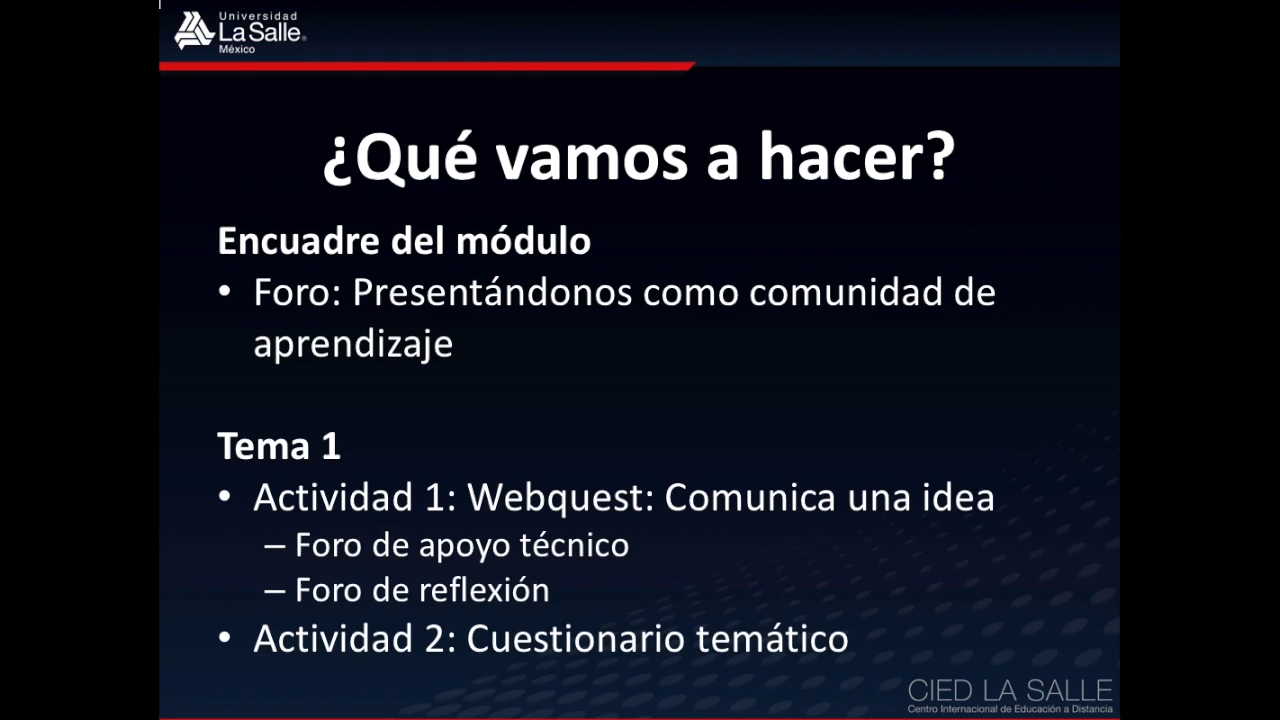 Universidad
La Salle®
México
¿Qué vamos a hacer?
Encuadre del módulo
• Foro: Presentándonos como comunidad de
aprendizaje
Tema 1
• Actividad 1: Webquest: Comunica una idea
– Foro de apoyo técnico
– Foro de reflexión
• Actividad 2: Cuestionario temático
CIED LA SALLE
Centro Internacional de Educación a Distancia